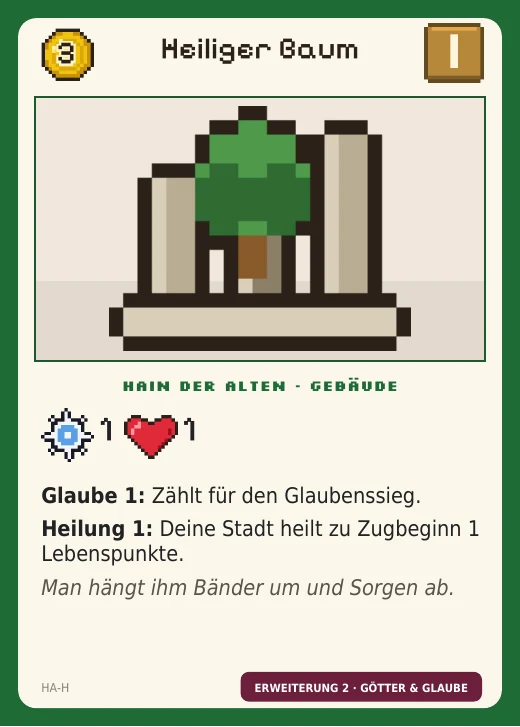 3
Heiliger Baum
I
HAIN DER ALTEN - GEBÄUDE
1 1
Glaube 1: Zählt für den Glaubenssieg.
Heilung 1: Deine Stadt heilt zu Zugbeginn 1
Lebenspunkte.
Man hängt ihm Bänder um und Sorgen ab.
HA-H
ERWEITERUNG 2 · GÖTTER & GLAUBE